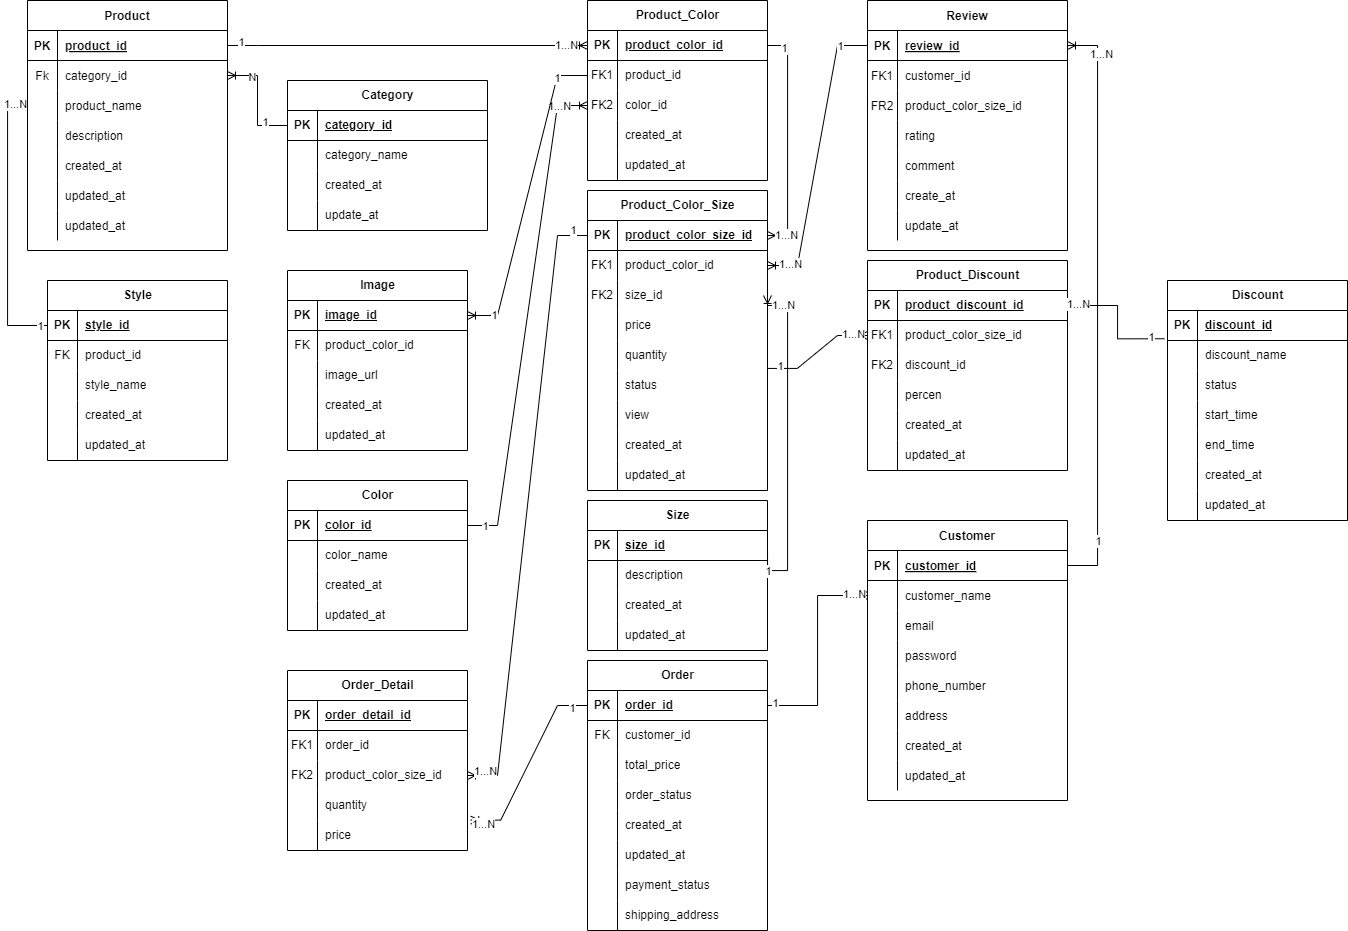 Product
PK product_id
Fk category_id
product_name
description
created_at
updated_at
updated_at
1
1...N
N
1
1...N
1
Category
PK category_id
category_name
created_at
update_at
Style
PK style_id
FK product_id
style_name
created_at
updated_at
Image
PK image_id
FK product_color_id
image_url
created_at
updated_at
1
1
Color
PK color_id
color_name
created_at
updated_at
1
1...N
Order_Detail
PK order_detail_id
FK1 order_id
FK2 product_color_size_id
quantity
price
1...N
1...N
1
1
Product_Color
PK product_color_id
FK1 product_id
FK2 color_id
created_at
updated_at
1
1...N
Product_Color_Size
PK product_color_size_id
FK1 product_color_id
FK2 size_id
price
quantity
status
view
created_at
updated_at
1...N
1
1...N
1
1
1...N
Size
PK size_id
description
created_at
updated_at
Order
PK order_id
FK customer_id
total_price
order_status
created_at
updated_at
payment_status
shipping_address
1
1...N
Review
PK review_id
FK1 customer_id
FR2 product_color_size_id
rating
comment
create_at
update_at
1...N
1
Product_Discount
PK product_discount_id
FK1 product_color_size_id
FK2 discount_id
percen
created_at
updated_at
1...N
1
Customer
PK customer_id
customer_name
email
password
phone_number
address
created_at
updated_at
Discount
PK discount_id
discount_name
status
start_time
end_time
created_at
updated_at